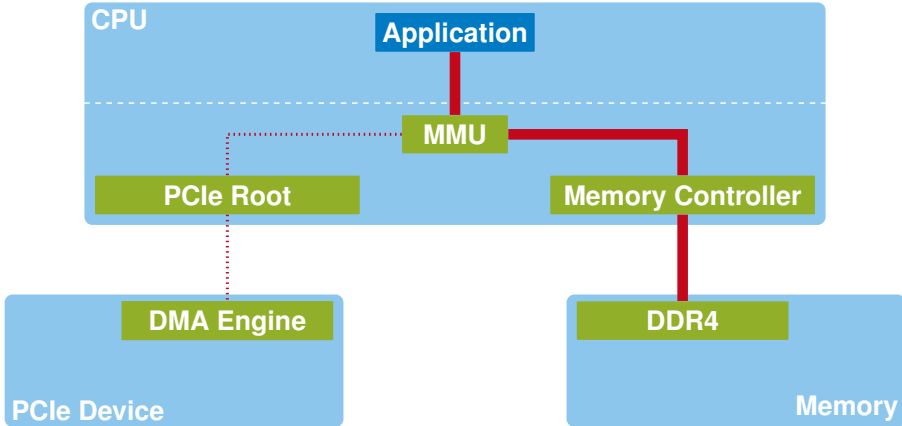 CPU
Application
MMU
PCIe Root
Memory Controller
DMA Engine
DDR4
PCIe Device
Memory